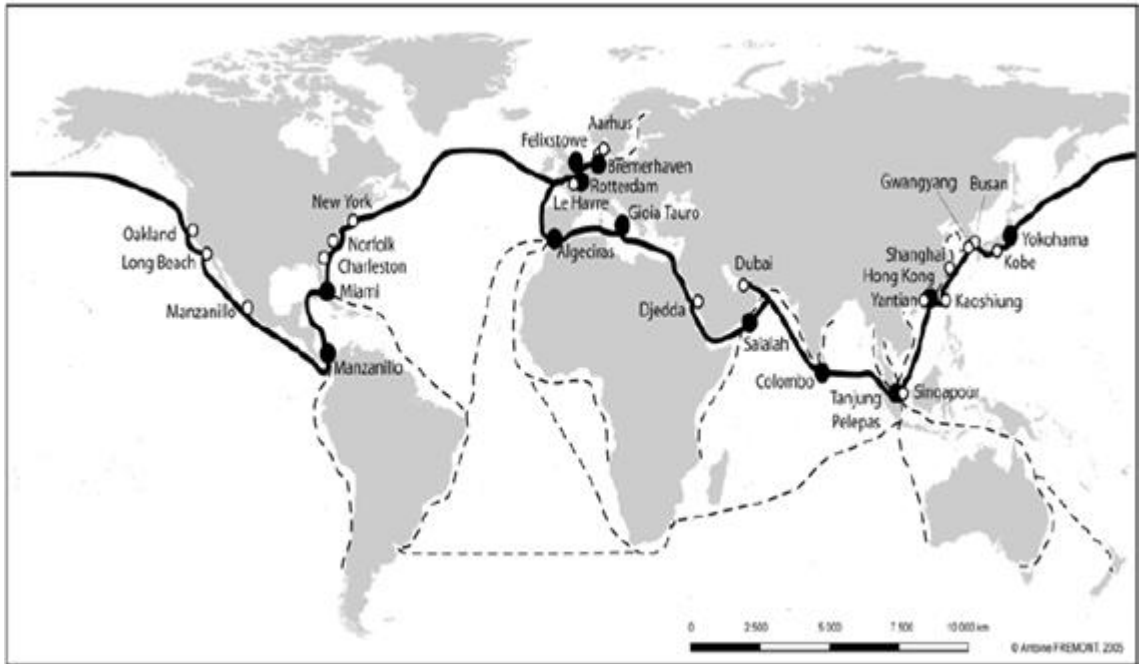 Aarhus
Felixstowe
Bremerhaven
Rotterdam
Le Havre
Gioia Tauro
Algeciras
New York
Norfolk
Charleston
Miami
Oakland
Long Beach
Manzanillo
Manzanillo
Gwangyang
Busan
Yokohama
Kobe
Shanghai
Hong Kong
Yantian
Kaoshiung
Dubai
Djedda
Salalah
Colombo
Tanjung
Pelepas
Singapour
0 2 500 5 000 7 500 10 000 km
© Antoine FREMONT, 2005